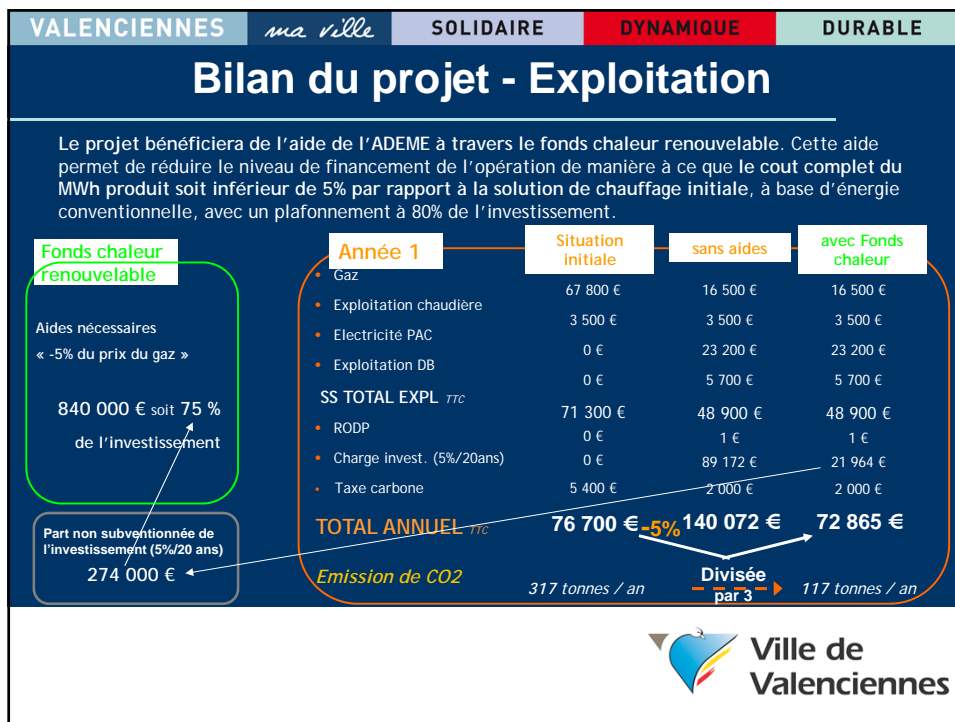 VALENCIENNES ma ville SOLIDAIRE DYNAMIQUE DURABLE
Bilan du projet - Exploitation
Le projet bénéficiera de l'aide de l'ADEME à travers le fonds chaleur renouvelable. Cette aide
permet de réduire le niveau de financement de l'opération de manière à ce que le cout complet du
MWh produit soit inférieur de 5% par rapport à la solution de chauffage initiale, à base d'énergie
conventionnelle, avec un plafonnement à 80% de l'investissement.
Fonds chaleur
renouvelable
Aides nécessaires
« -5% du prix du gaz »
840 000 € soit 75 %
de l'investissement
Part non subventionnée de
l'investissement (5%/20 ans)
274 000 €
Année 1 Situation initiale sans aides avec Fonds chaleur
• Gaz 67 800 € 16 500 € 16 500 €
• Exploitation chaudière 3 500 € 3 500 € 3 500 €
• Electricité PAC 0 € 23 200 € 23 200 €
• Exploitation DB 0 € 5 700 € 5 700 €
SS TOTAL EXPL TTC 71 300 € 48 900 € 48 900 €
• RODP 0 € 1 € 1 €
• Charge invest. (5%/20ans) 0 € 89 172 € 21 964 €
• Taxe carbone 5 400 € 2 000 € 2 000 €
TOTAL ANNUEL TTC 76 700 € -5% 140 072 € 72 865 €
Emission de CO2 317 tonnes / an Divisée par 3 117 tonnes / an
Ville de
Valenciennes